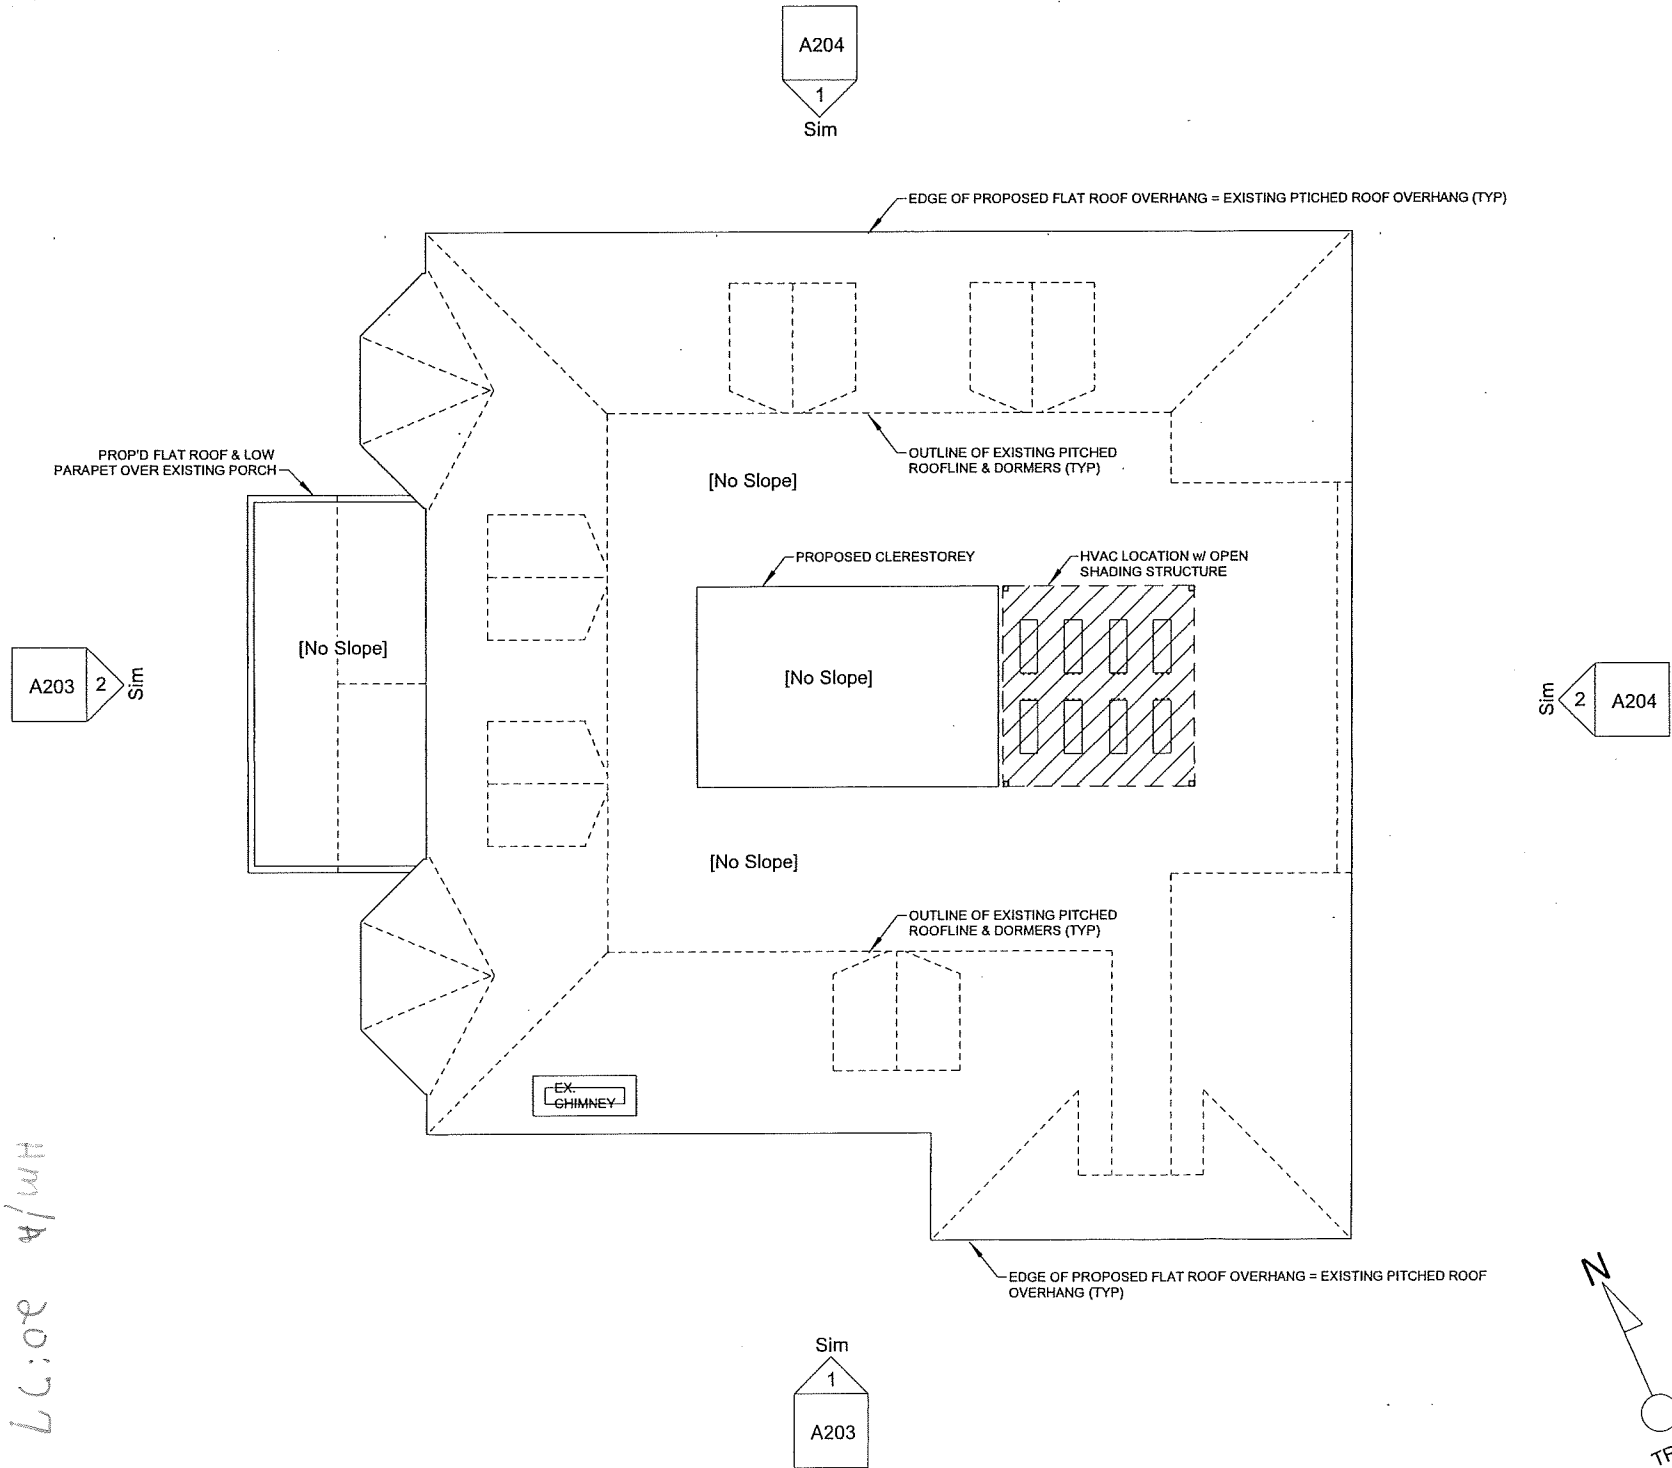 A204
1
Sim
EDGE OF PROPOSED FLAT ROOF OVERHANG = EXISTING PTICHED ROOF OVERHANG (TYP)
PROP'D FLAT ROOF & LOW
PARAPET OVER EXISTING PORCH
OUTLINE OF EXISTING PITCHED
ROOFLINE & DORMERS (TYP)
[No Slope]
PROPOSED CLERESTOREY
HVAC LOCATION w/ OPEN
SHADING STRUCTURE
[No Slope]
[No Slope]
A203
2
Sim
Sim
2
A204
[No Slope]
OUTLINE OF EXISTING PITCHED
ROOFLINE & DORMERS (TYP)
EX.
CHIMNEY
EDGE OF PROPOSED FLAT ROOF OVERHANG = EXISTING PITCHED ROOF
OVERHANG (TYP)
N
Sim
1
A203